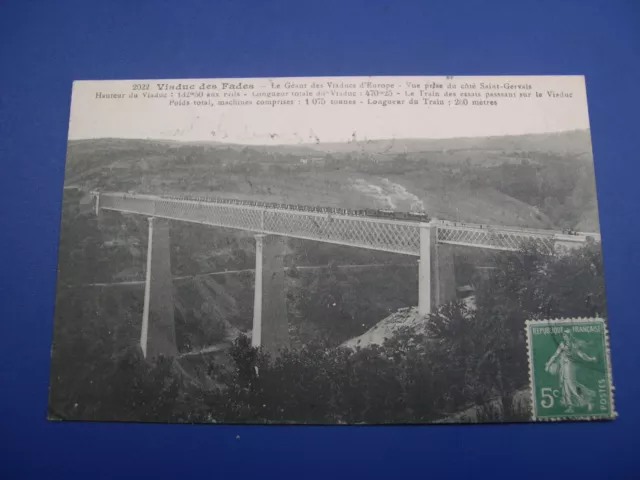 2022 Viaduc des Fades — Le Géant des Viaducs d'Europe - Vue prise du côté Saint-Gervais
Hauteur du Viaduc : 132m50 aux rails - Longueur totale du Viaduc : 470m25 - Le Train des essais passant sur le Viaduc
Poids total, machines comprises : 1 075 tonnes - Longueur du Train : 260 mètres
REPUBLIQUE FRANÇAISE
5c
POSTES